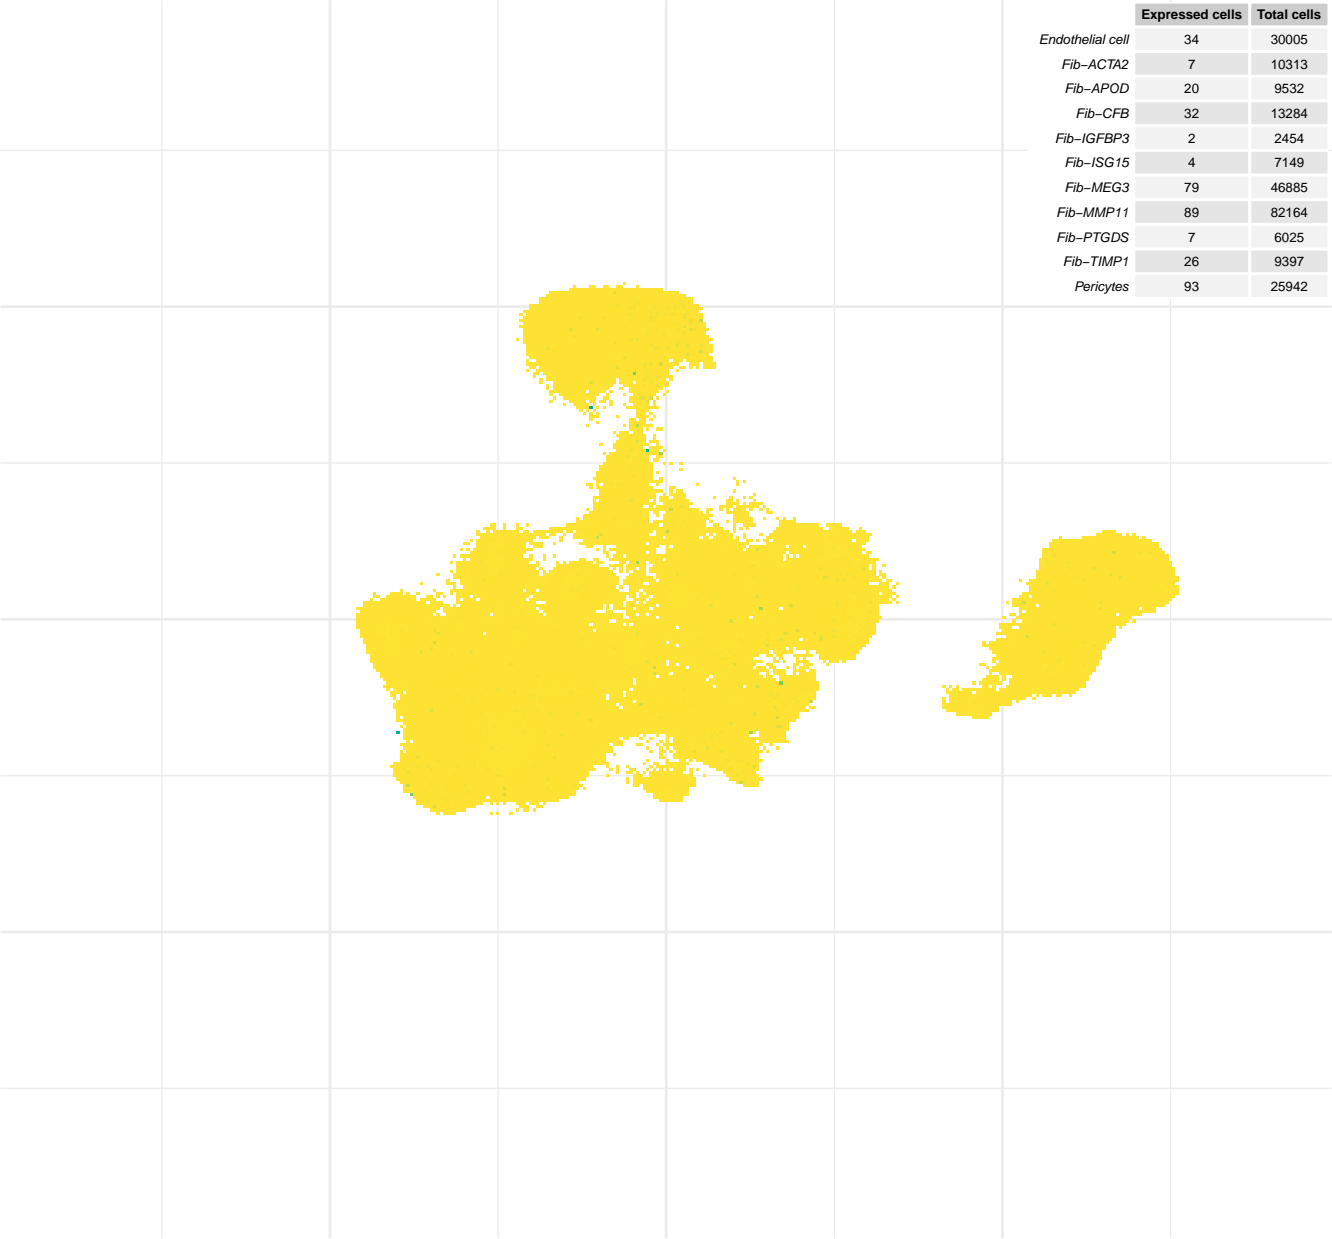 Expressed cells Total cells
Endothelial cell 34 30005
Fib−ACTA2 7 10313
Fib−APOD 20 9532
Fib−CFB 32 13284
Fib−IGFBP3 2 2454
Fib−ISG15 4 7149
Fib−MEG3 79 46885
Fib−MMP11 89 82164
Fib−PTGDS 7 6025
Fib−TIMP1 26 9397
Pericytes 93 25942